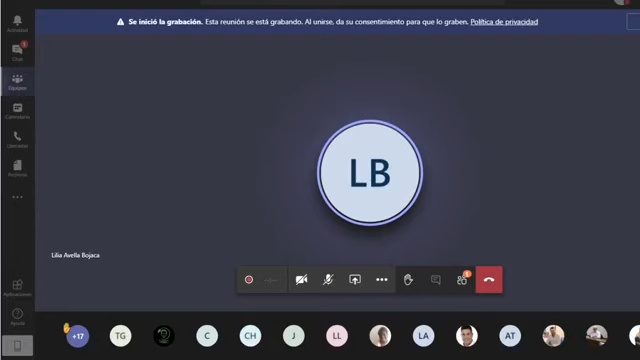 Se inició la grabación. Esta reunión se está grabando. Al unirse, da su consentimiento para que lo graben. Política de privacidad
Actividad
1
Chat
Equipos
Calendario
Llamadas
Archivos
LB
Lilia Avella Bojaca
Aplicaciones
Ayuda
+17
TG
C
CH
J
LL
LA
AT